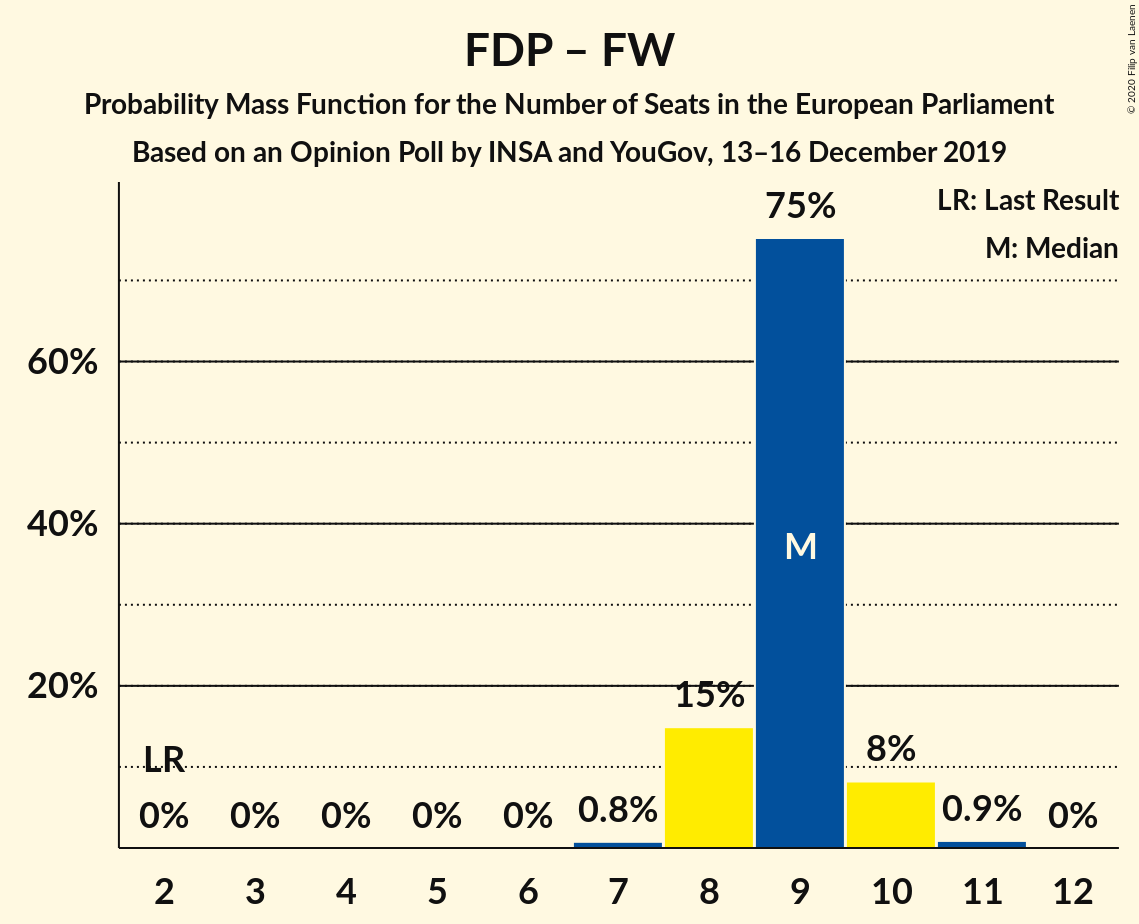 FDP – FW
Probability Mass Function for the Number of Seats in the European Parliament
Based on an Opinion Poll by INSA and YouGov, 13–16 December 2019
© 2020 Filip van Laenen
LR: Last Result
M: Median
75%
60%
40%
M
20%
15%
LR
8%
0% 0% 0% 0% 0% 0.8% 0.9% 0%
2 3 4 5 6 7 8 9 10 11 12